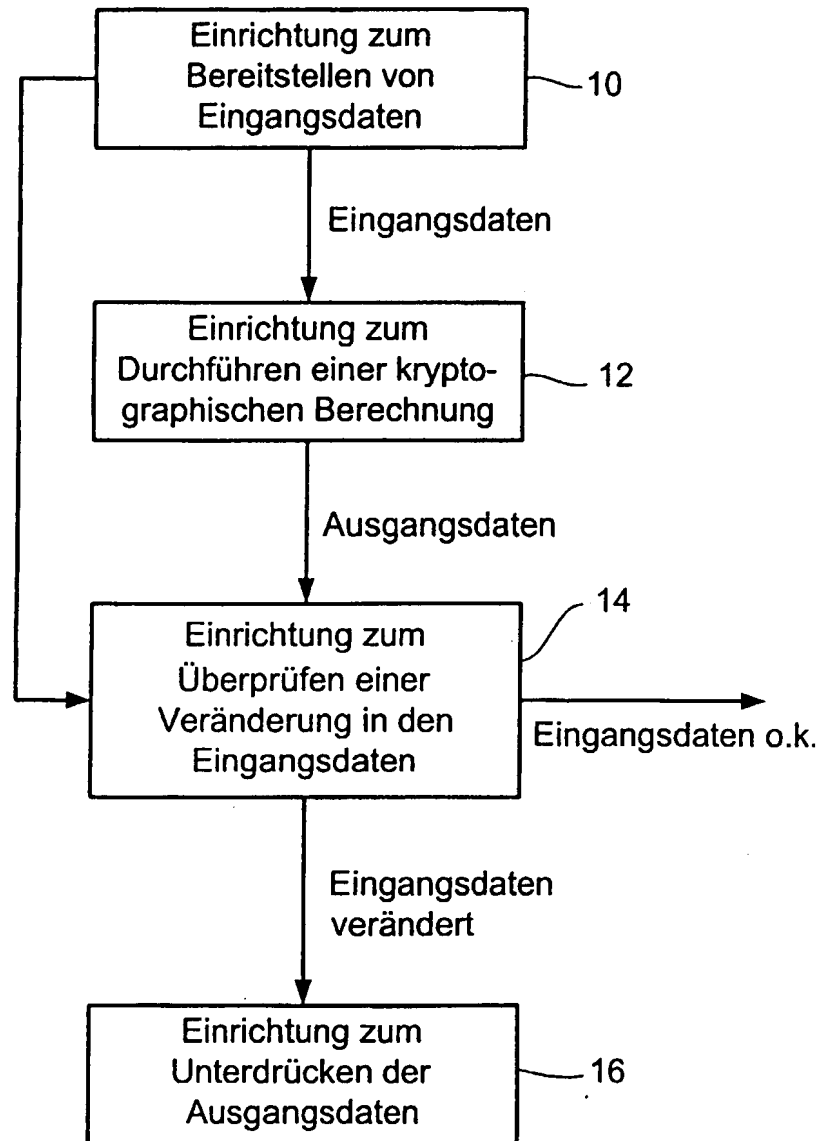 Einrichtung zum
Bereitstellen von
Eingangsdaten
10
Eingangsdaten
Einrichtung zum
Durchführen einer krypto-
graphischen Berechnung
12
Ausgangsdaten
14
Einrichtung zum
Überprüfen einer
Veränderung in den
Eingangsdaten
Eingangsdaten o.k.
Eingangsdaten
verändert
Einrichtung zum
Unterdrücken der
Ausgangsdaten
16